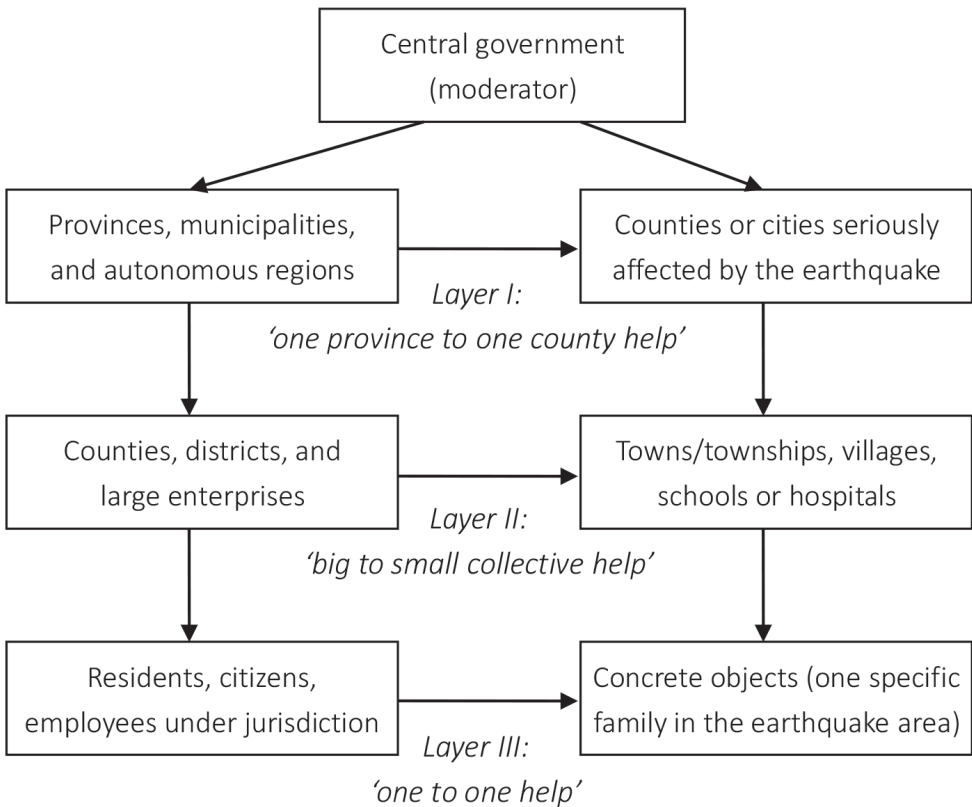 Central government
(moderator)
Provinces, municipalities,
and autonomous regions
Counties or cities seriously
affected by the earthquake
Layer I:
‘one province to one county help’
Counties, districts, and
large enterprises
Towns/townships, villages,
schools or hospitals
Layer II:
‘big to small collective help’
Residents, citizens,
employees under jurisdiction
Concrete objects (one specific
family in the earthquake area)
Layer III:
‘one to one help’